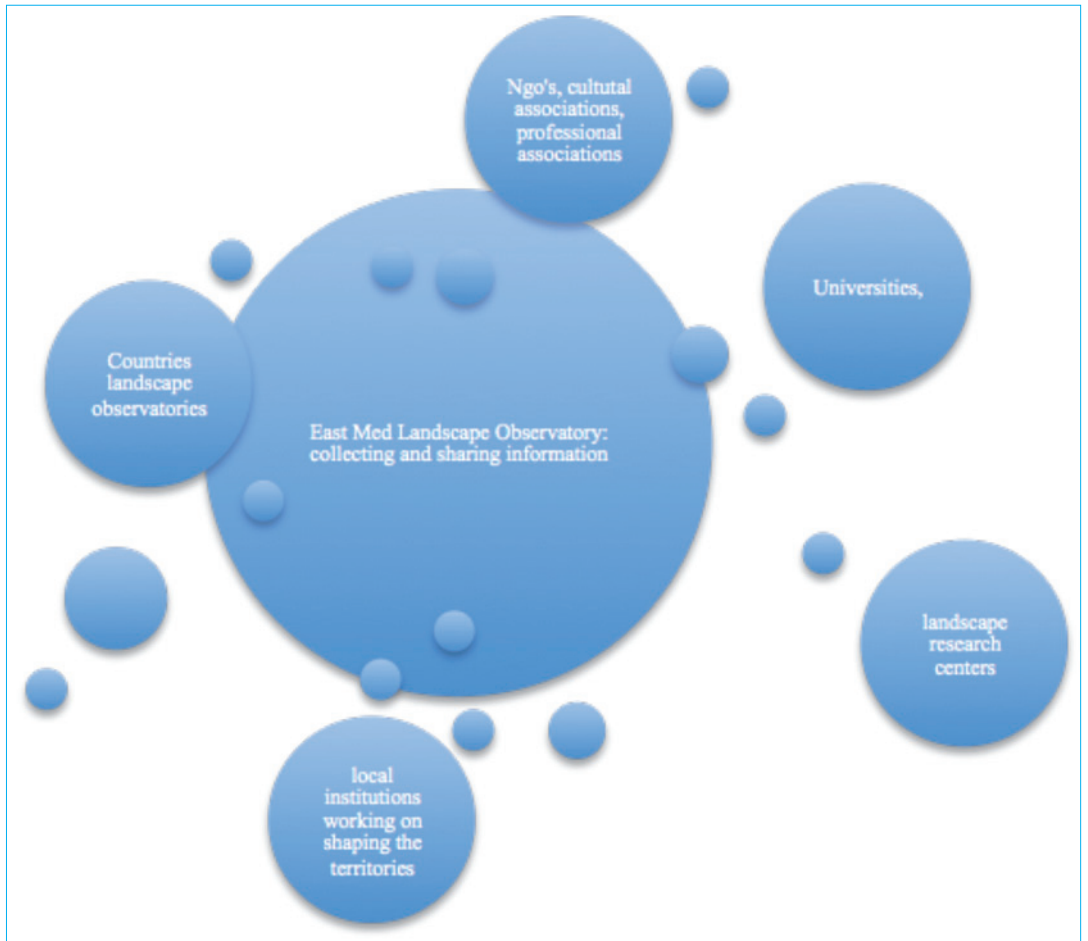 Ngo's, cultutal
associations,
professional
associations
Universities,
Countries
landscape
observatories
East Med Landscape Observatory:
collecting and sharing information
landscape
research
centers
local
institutions
working on
shaping the
territories